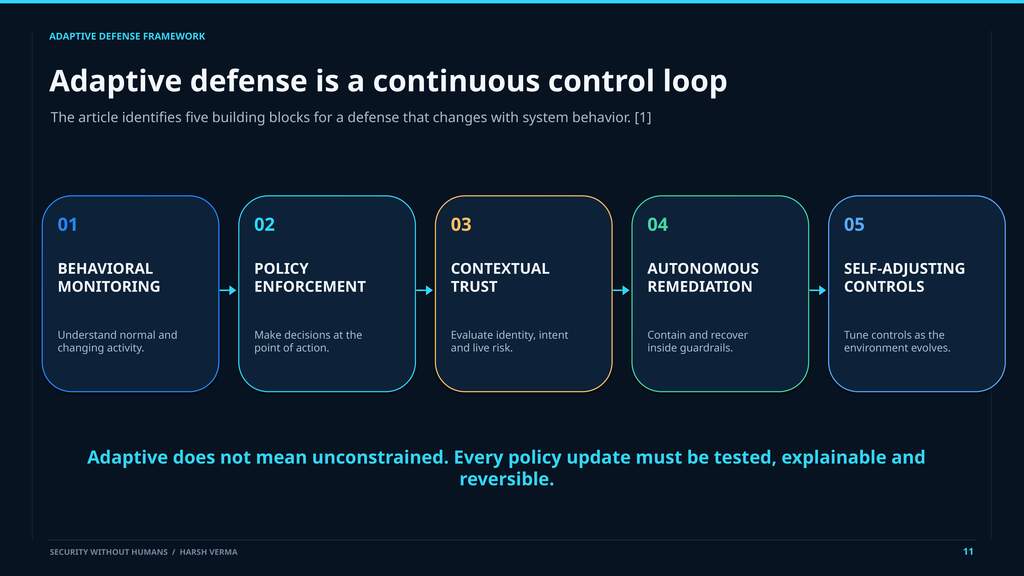 ADAPTIVE DEFENSE FRAMEWORK
Adaptive defense is a continuous control loop
The article identifies five building blocks for a defense that changes with system behavior. [1]
01
BEHAVIORAL
MONITORING
Understand normal and
changing activity.
02
POLICY
ENFORCEMENT
Make decisions at the
point of action.
03
CONTEXTUAL
TRUST
Evaluate identity, intent
and live risk.
04
AUTONOMOUS
REMEDIATION
Contain and recover
inside guardrails.
05
SELF-ADJUSTING
CONTROLS
Tune controls as the
environment evolves.
Adaptive does not mean unconstrained. Every policy update must be tested, explainable and
reversible.
SECURITY WITHOUT HUMANS / HARSH VERMA
11